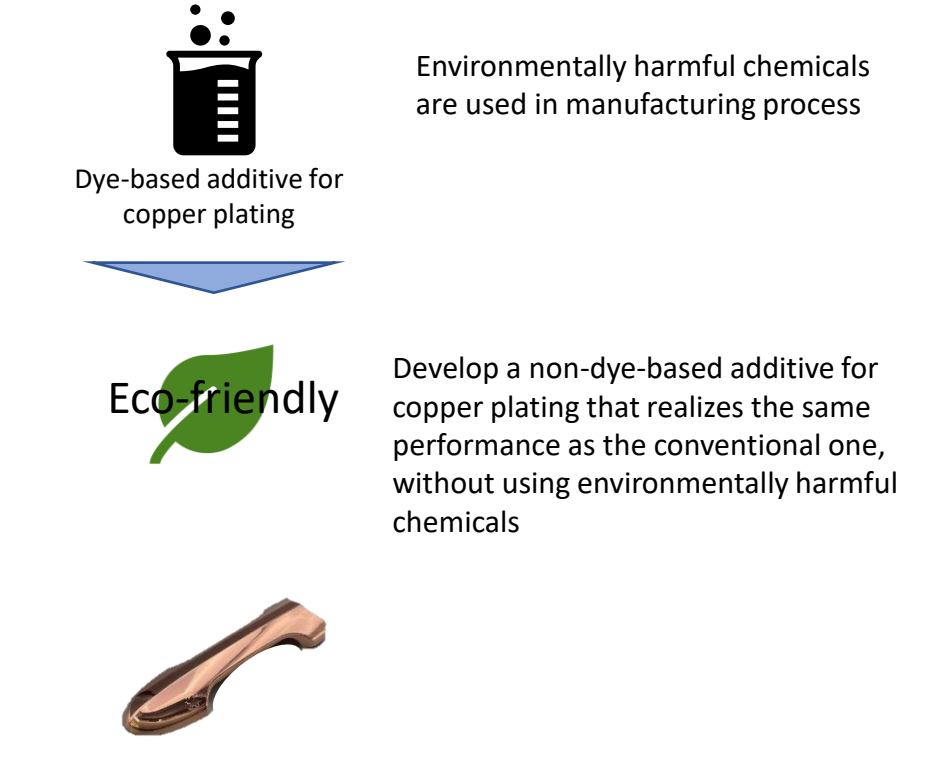 Environmentally harmful chemicals
are used in manufacturing process
Dye-based additive for
copper plating
Eco-friendly
Develop a non-dye-based additive for
copper plating that realizes the same
performance as the conventional one,
without using environmentally harmful
chemicals